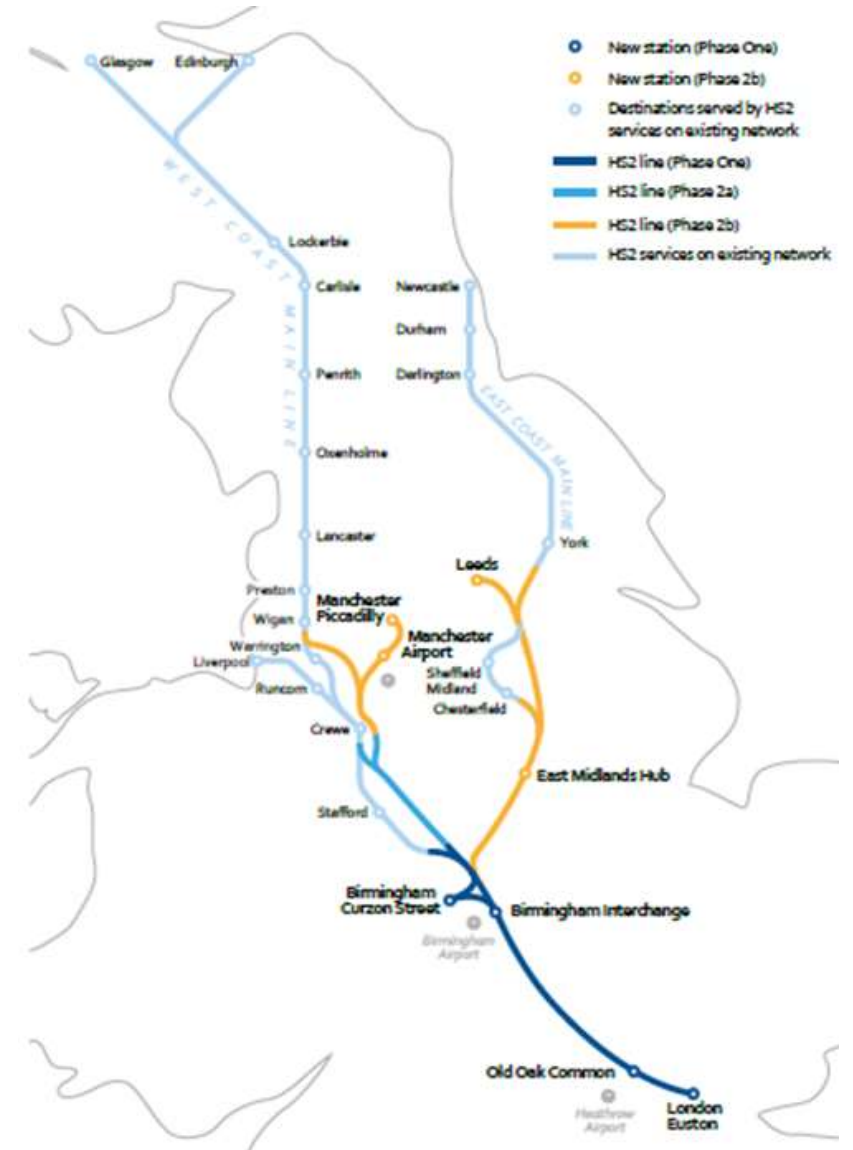 New station (Phase One)
New station (Phase 2b)
Destinations served by HS2
services on existing network
HS2 line (Phase One)
HS2 line (Phase 2a)
HS2 line (Phase 2b)
HS2 services on existing network
Glasgow
Edinburgh
WEST COAST MAIN LINE
Lockerbie
Carlisle
Newcastle
Durham
Penrith
Darlington
EAST COAST MAIN LINE
Oxenholme
Lancaster
York
Leeds
Preston
Manchester
Piccadilly
Wigan
Manchester
Airport
Warrington
Liverpool
Sheffield
Midland
Runcorn
Chesterfield
Crewe
East Midlands Hub
Stafford
Birmingham
Curzon Street
Birmingham Interchange
Birmingham
Airport
Old Oak Common
Heathrow
Airport
London
Euston